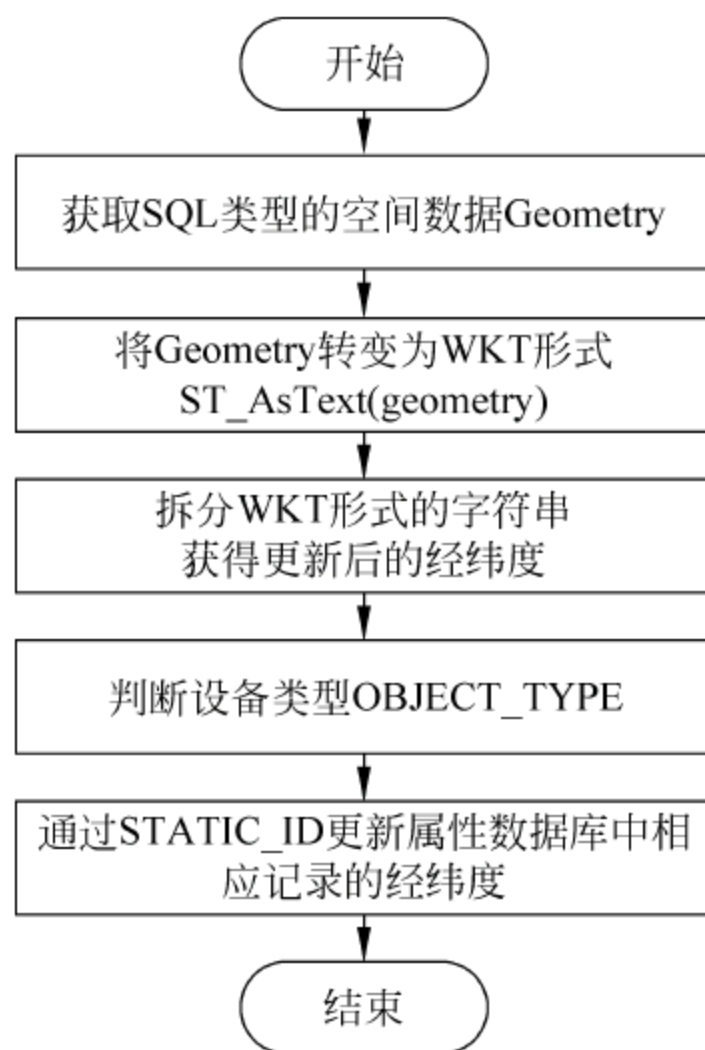 开始
获取SQL类型的空间数据Geometry
将Geometry转变为WKT形式
ST_AsText(geometry)
拆分WKT形式的字符串
获得更新后的经纬度
判断设备类型OBJECT_TYPE
通过STATIC_ID更新属性数据库中相
应记录的经纬度
结束